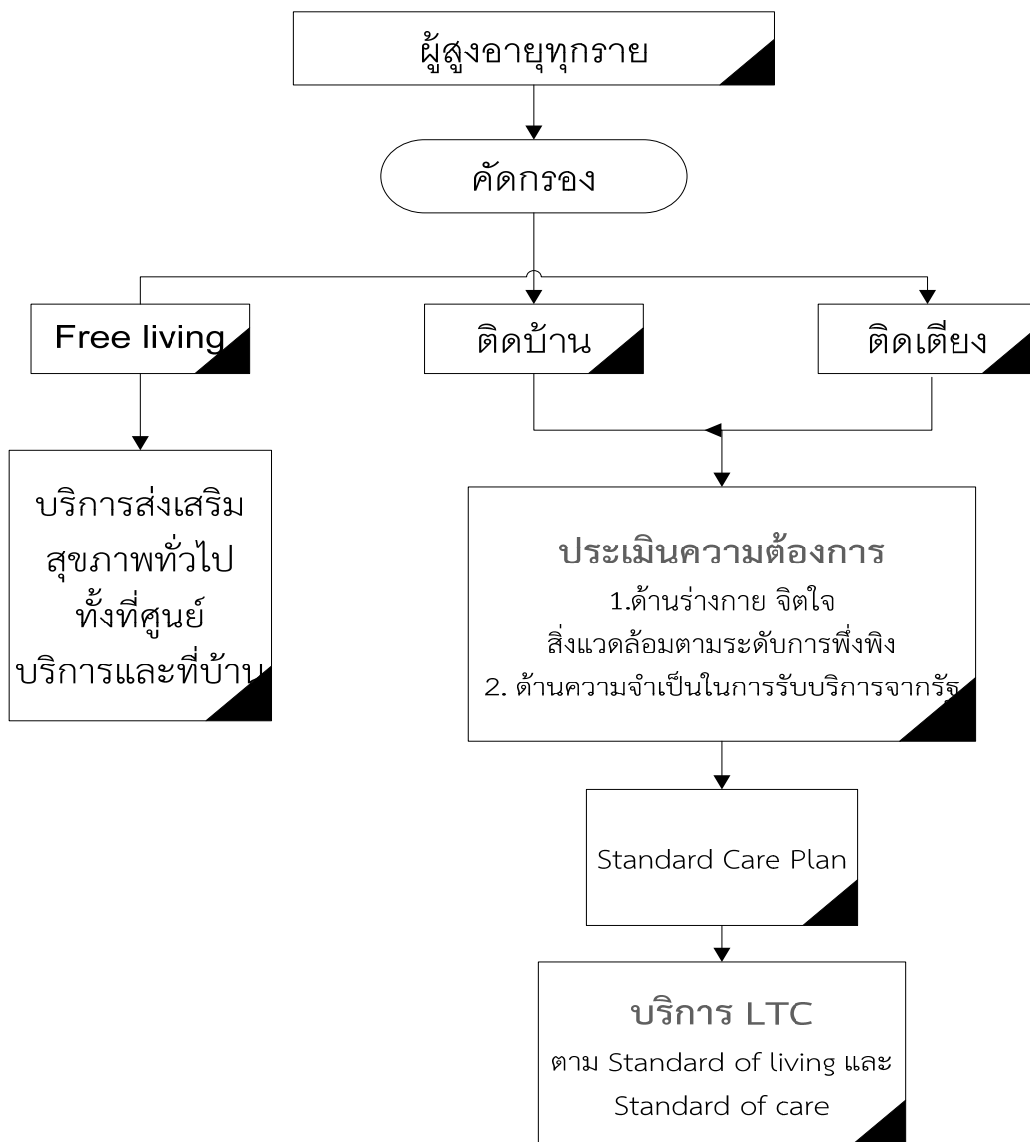 ผู้สูงอายุทุกราย
คัดกรอง
Free living
ติดบ้าน
ติดเตียง
บริการส่งเสริม
สุขภาพทั่วไป
ทั้งที่ศูนย์
บริการและที่บ้าน
ประเมินความต้องการ
1.ด้านร่างกาย จิตใจ
สิ่งแวดล้อมตามระดับการพึ่งพิง
2. ด้านความจำเป็นในการรับบริการจากรัฐ
Standard Care Plan
บริการ LTC
ตาม Standard of living และ
Standard of care